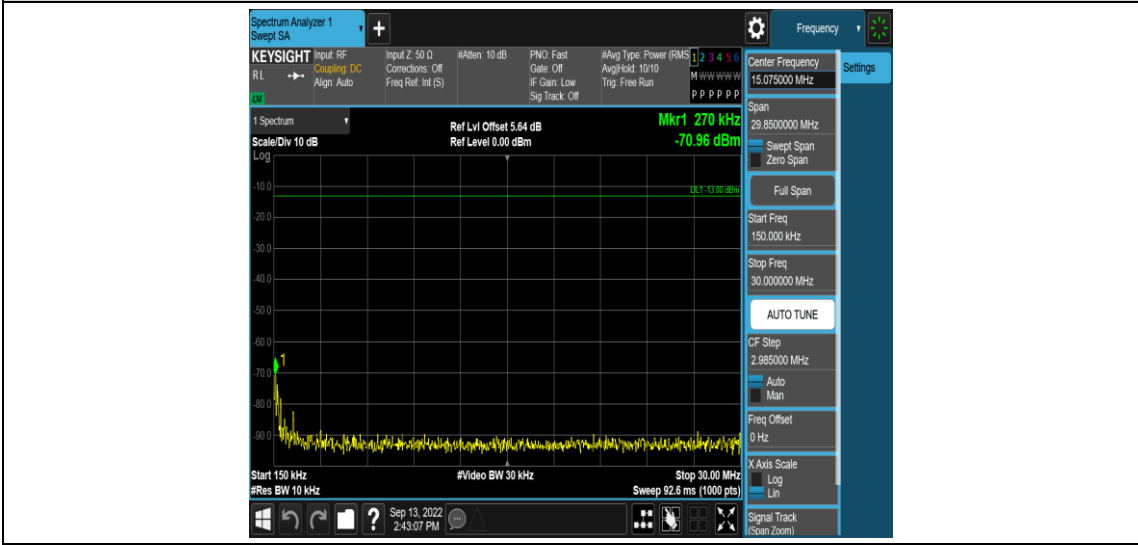 Spectrum Analyzer 1
Swept SA
+
Frequency
KEYSIGHT
RL
Input: RF
Coupling: DC
Align: Auto
Input Z: 50 Ω
Corrections: Off
Freq Ref: Int (S)
#Atten: 10 dB
PNO: Fast
Gate: Off
IF Gain: Low
Sig Track: Off
#Avg Type: Power (RMS
Avg|Hold: 10/10
Trig: Free Run
1 2 3 4 5 6
M W W W W W
P P P P P P
1 Spectrum
Scale/Div 10 dB
Log
Ref Lvl Offset 5.64 dB
Ref Level 0.00 dBm
Mkr1 270 kHz
-70.96 dBm
DL1 -13.00 dBm
-10.0
-20.0
-30.0
-40.0
-50.0
-60.0
-70.0
-80.0
-90.0
1
Start 150 kHz
#Res BW 10 kHz
#Video BW 30 kHz
Stop 30.00 MHz
Sweep 92.6 ms (1000 pts)
Center Frequency
15.075000 MHz
Settings
Span
29.8500000 MHz
Swept Span
Zero Span
Full Span
Start Freq
150.000 kHz
Stop Freq
30.000000 MHz
AUTO TUNE
CF Step
2.985000 MHz
Auto
Man
Freq Offset
0 Hz
X Axis Scale
Log
Lin
Signal Track
(Span Zoom)
?
Sep 13, 2022
2:43:07 PM